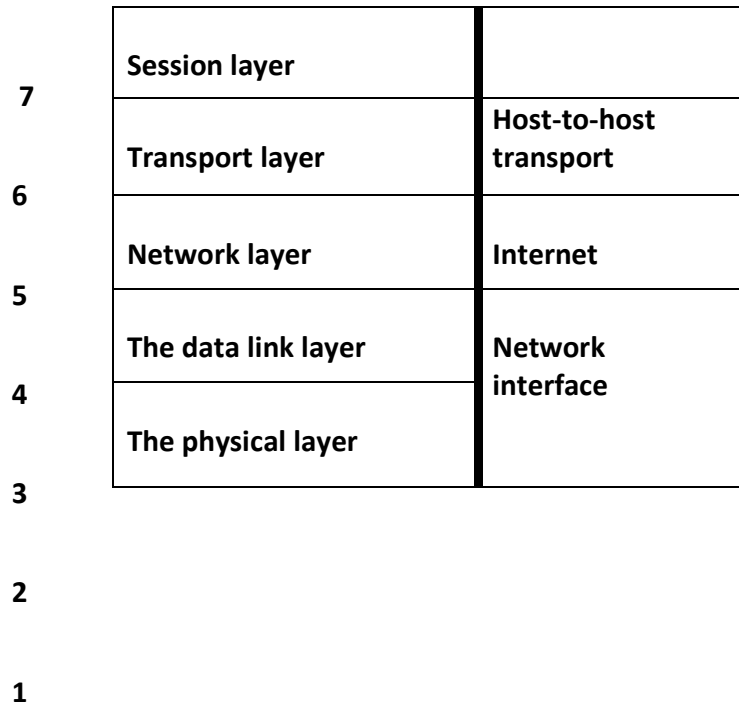 Session layer
7
Host-to-host
Transport layer
transport
6
Network layer
Internet
5
The data link layer
Network
interface
4
The physical layer
3
2
1